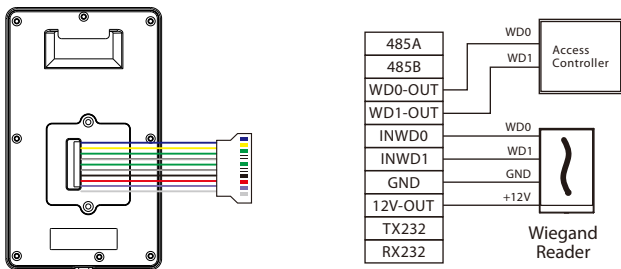 485A
485B
WD0-OUT
WD1-OUT
INWD0
INWD1
GND
12V-OUT
TX232
RX232
WD0
WD1
Access
Controller
WD0
WD1
GND
+12V
Wiegand
Reader